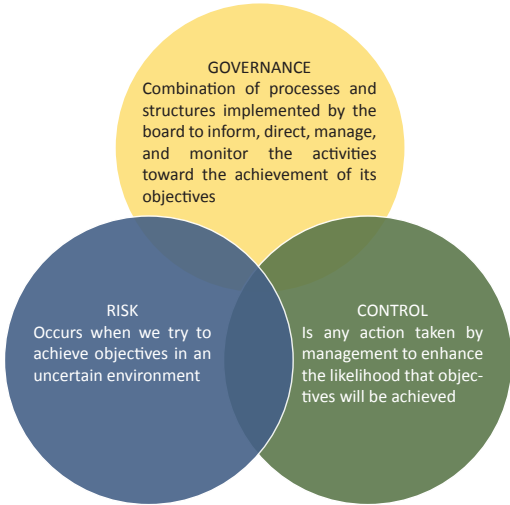 GOVERNANCE
Combination of processes and
structures implemented by the
board to inform, direct, manage,
and monitor the activities
toward the achievement of its
objectives
RISK
Occurs when we try to
achieve objectives in an
uncertain environment
CONTROL
Is any action taken by
management to enhance
the likelihood that objec-
tives will be achieved